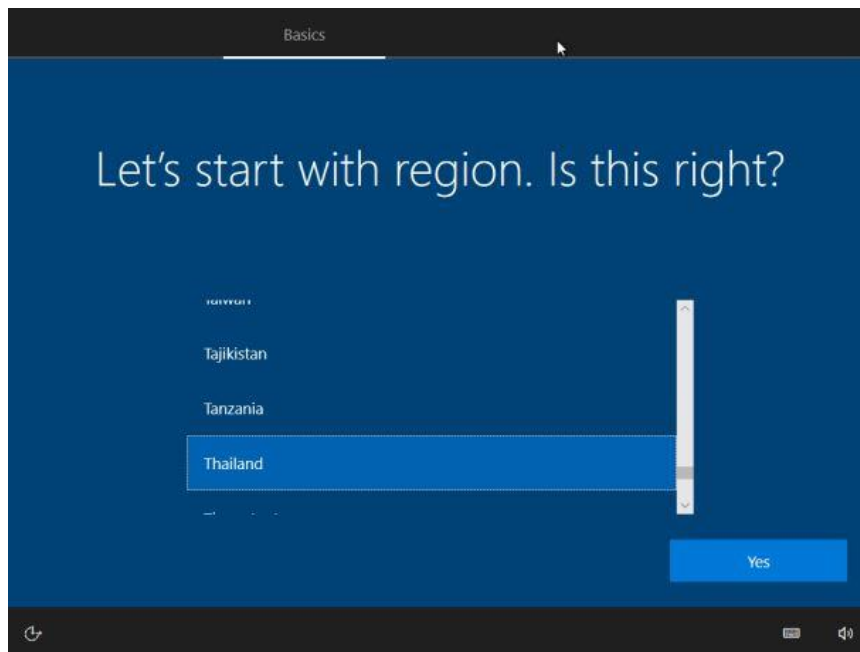 Basics
Let's start with region. Is this right?
Tajikistan
Tanzania
Thailand
Yes